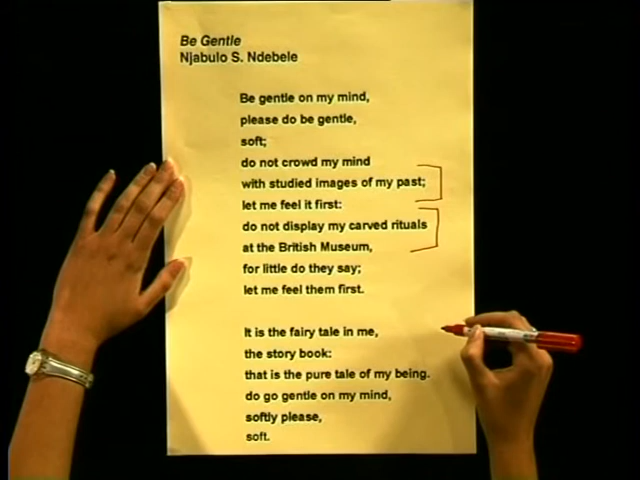 Be Gentle
Njabulo S. Ndebele
Be gentle on my mind,
please do be gentle,
soft;
do not crowd my mind
with studied images of my past;
let me feel it first:
do not display my carved rituals
at the British Museum,
for little do they say;
let me feel them first.
It is the fairy tale in me,
the story book:
that is the pure tale of my being.
do go gentle on my mind,
softly please,
soft.